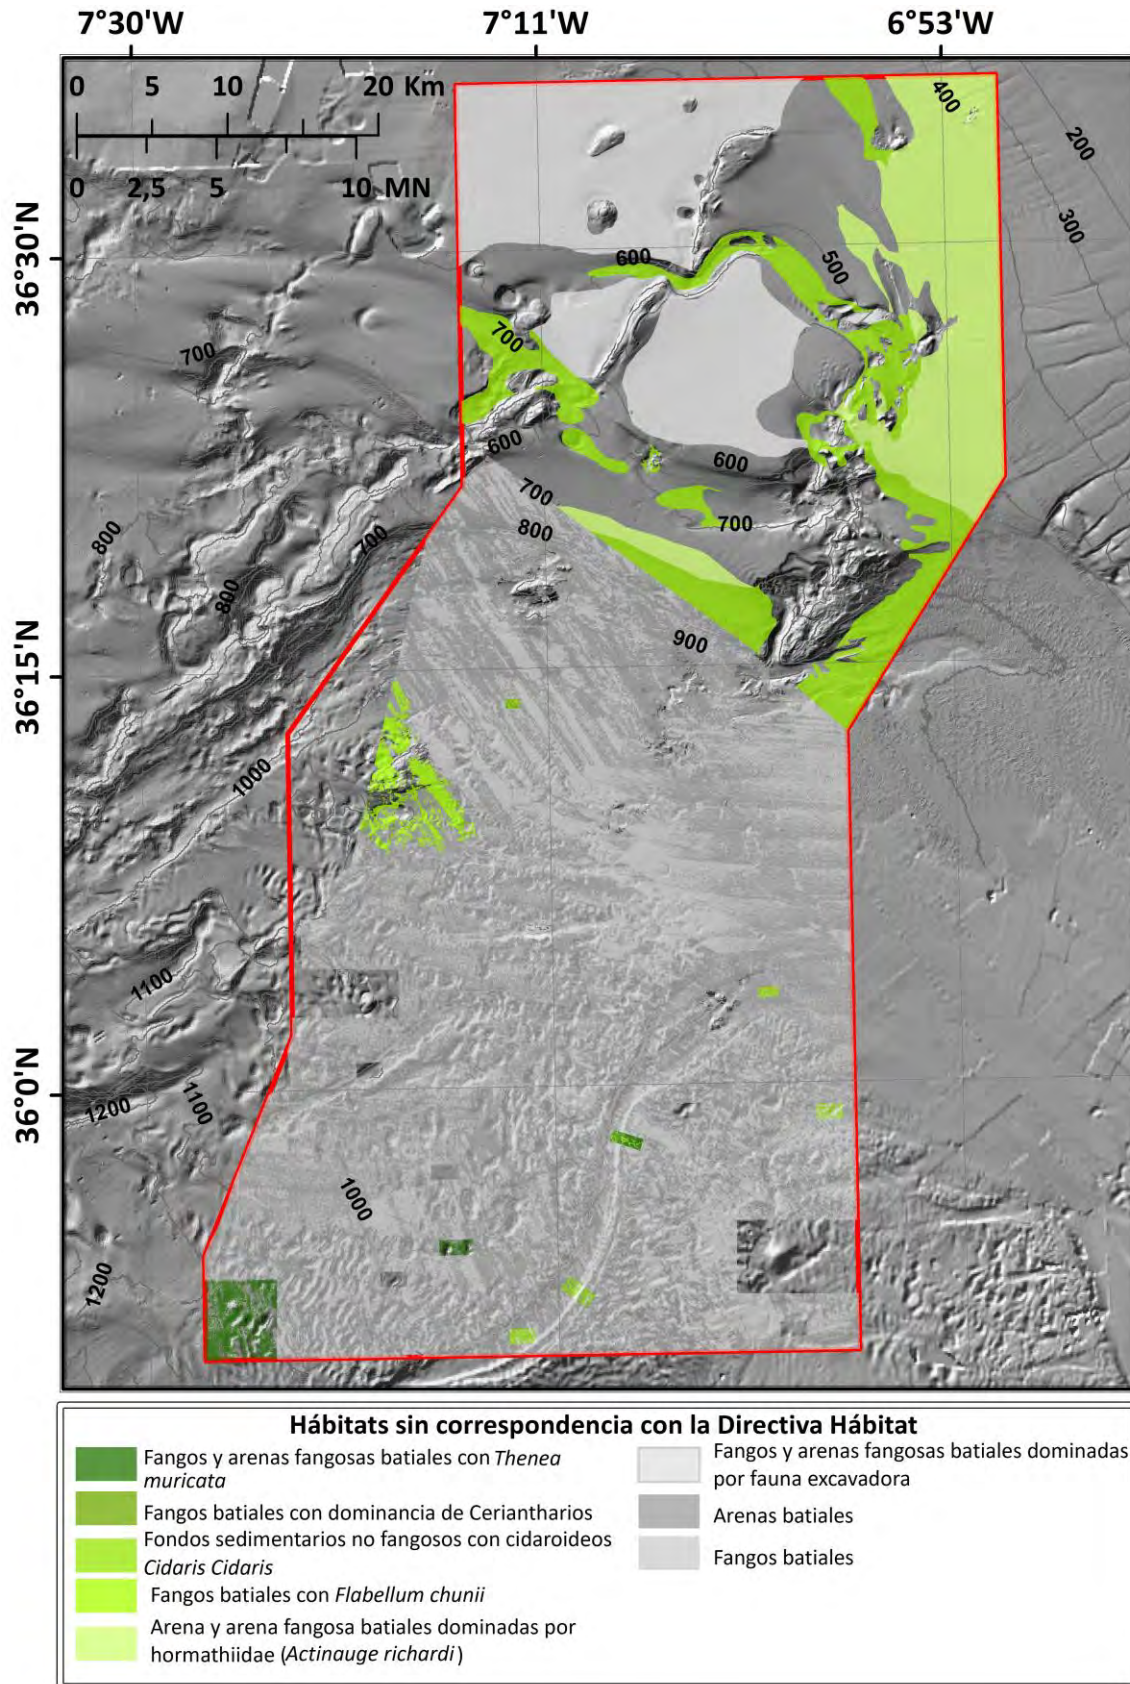 7°30'W 7°11'W 6°53'W
0 5 10 20 Km
0 2,5 5 10 MN
400
200
300
36°30'N
600
500
700
700
600
600
700
700
800
800
700
800
900
36°15'N
1000
1100
36°0'N
1200
1100
1000
1200
Hábitats sin correspondencia con la Directiva Hábitat
Fangos y arenas fangosas batiales con Thenea
muricata
Fangos batiales con dominancia de Ceriantharios
Fondos sedimentarios no fangosos con cidaroideos
Cidaris Cidaris
Fangos batiales con Flabellum chunii
Arena y arena fangosa batiales dominadas por
hormathiidae (Actinauge richardi)
Fangos y arenas fangosas batiales dominadas
por fauna excavadora
Arenas batiales
Fangos batiales